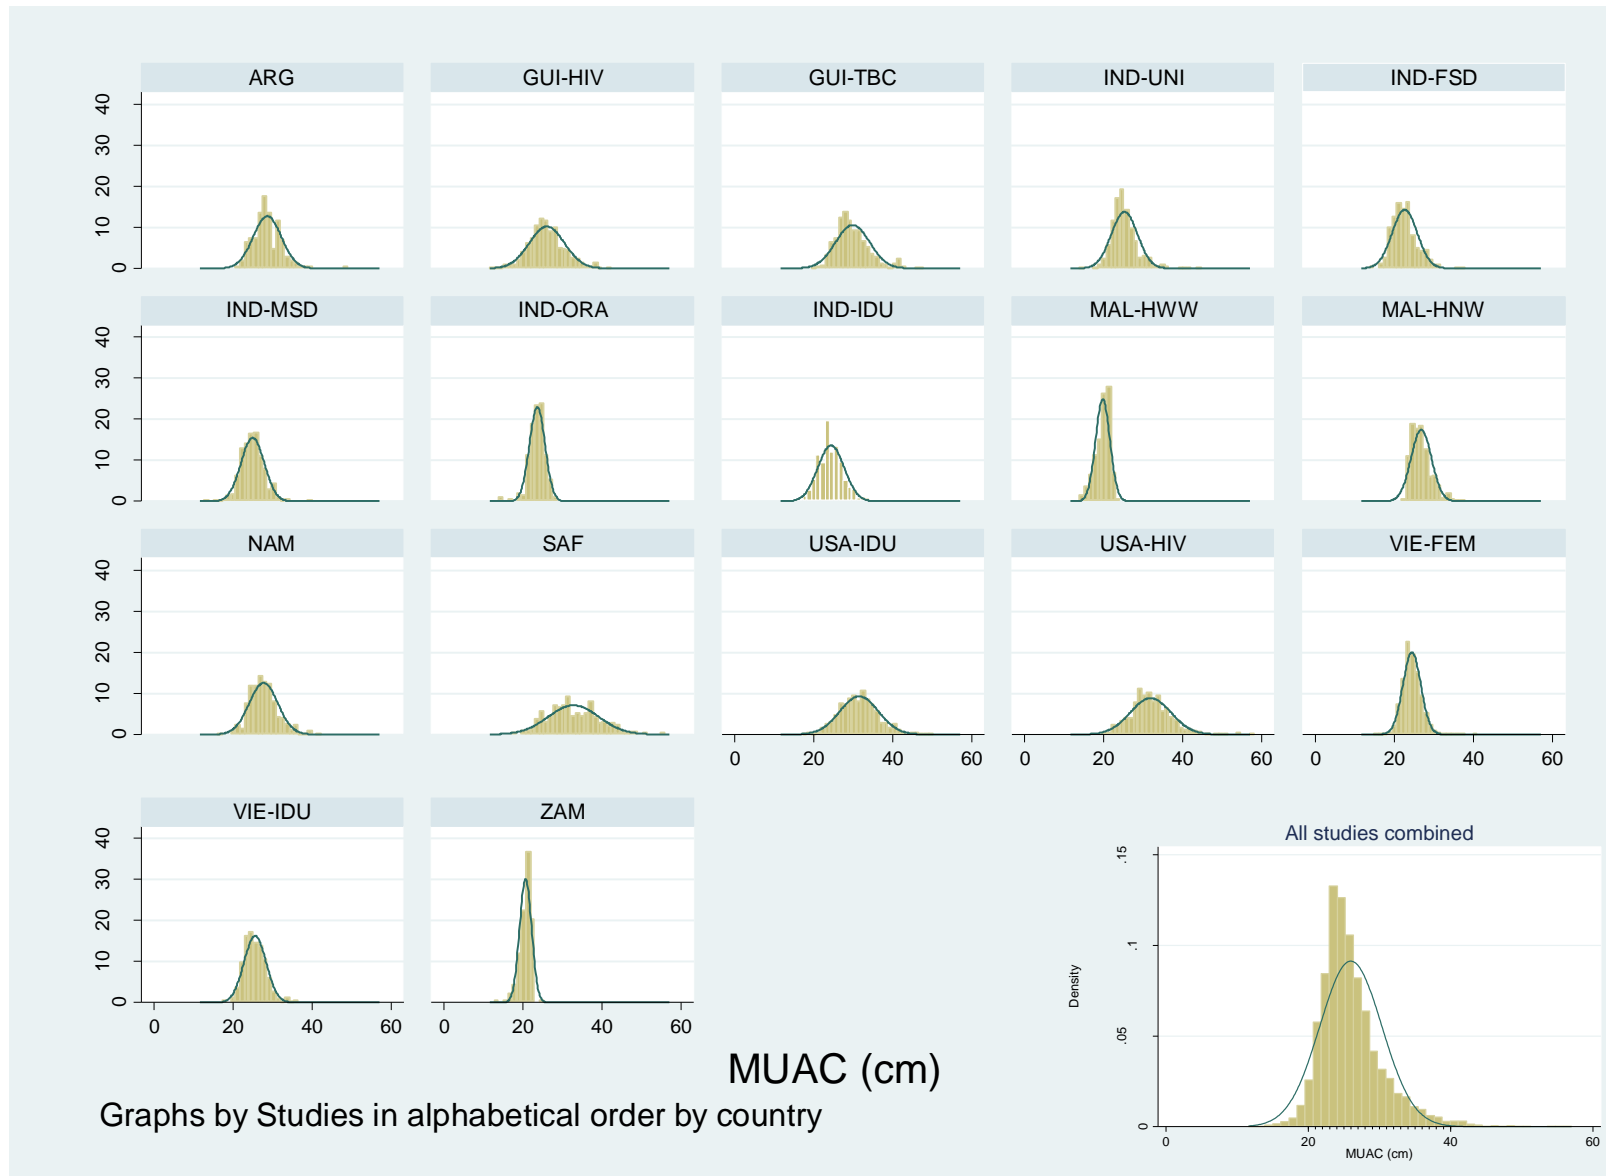 ARG GUI-HIV GUI-TBC IND-UNI IND-FSD
40
30
20
10
0
IND-MSD IND-ORA IND-IDU MAL-HWW MAL-HNW
40
30
20
10
0
NAM SAF USA-IDU USA-HIV VIE-FEM
40
30
20
10
0
0 20 40 60 0 20 40 60 0 20 40 60
VIE-IDU ZAM
40
30
20
10
0
0 20 40 60 0 20 40 60
All studies combined
.15
.1
.05
0
Density
0 20 40 60
MUAC (cm)
MUAC (cm)
Graphs by Studies in alphabetical order by country